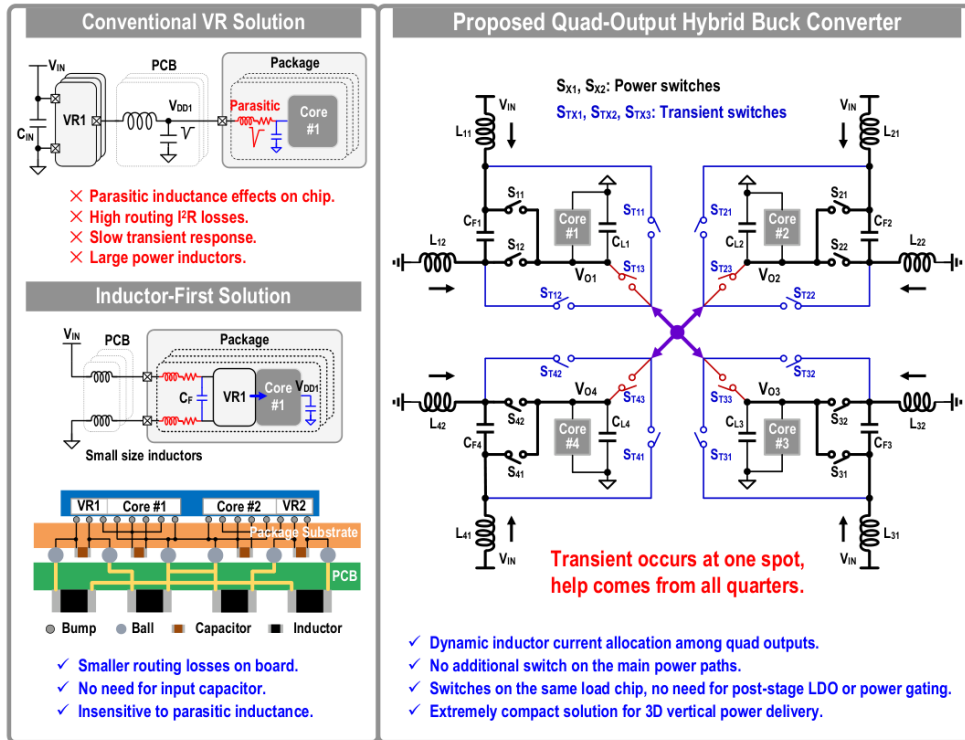 Conventional VR Solution
VIN
PCB
Package
CIN
VR1
VDD1
Parasitic
Core
#1
✕ Parasitic inductance effects on chip.
✕ High routing I²R losses.
✕ Slow transient response.
✕ Large power inductors.
Inductor-First Solution
VIN
PCB
Package
CF
VR1
Core
#1
VDD1
Small size inductors
VR1
Core #1
Core #2
VR2
Package Substrate
PCB
Bump
Ball
Capacitor
Inductor
✓ Smaller routing losses on board.
✓ No need for input capacitor.
✓ Insensitive to parasitic inductance.
Proposed Quad-Output Hybrid Buck Converter
SX1, SX2: Power switches
STX1, STX2, STX3: Transient switches
VIN
L11
S11
CF1
S12
L12
Core
#1
CL1
VO1
ST11
ST13
ST12
VIN
L21
S21
CF2
S22
L22
Core
#2
CL2
VO2
ST21
ST23
ST22
ST42
L42
S42
CF4
S41
VO4
Core
#4
CL4
ST43
ST41
L41
VIN
ST32
VO3
ST33
CL3
Core
#3
S32
L32
CF3
S31
ST31
L31
VIN
Transient occurs at one spot,
help comes from all quarters.
✓ Dynamic inductor current allocation among quad outputs.
✓ No additional switch on the main power paths.
✓ Switches on the same load chip, no need for post-stage LDO or power gating.
✓ Extremely compact solution for 3D vertical power delivery.